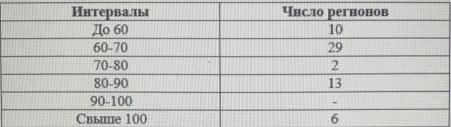 Интервалы Число регионов
До 60 10
60-70 29
70-80 2
80-90 13
90-100 -
Свыше 100 6